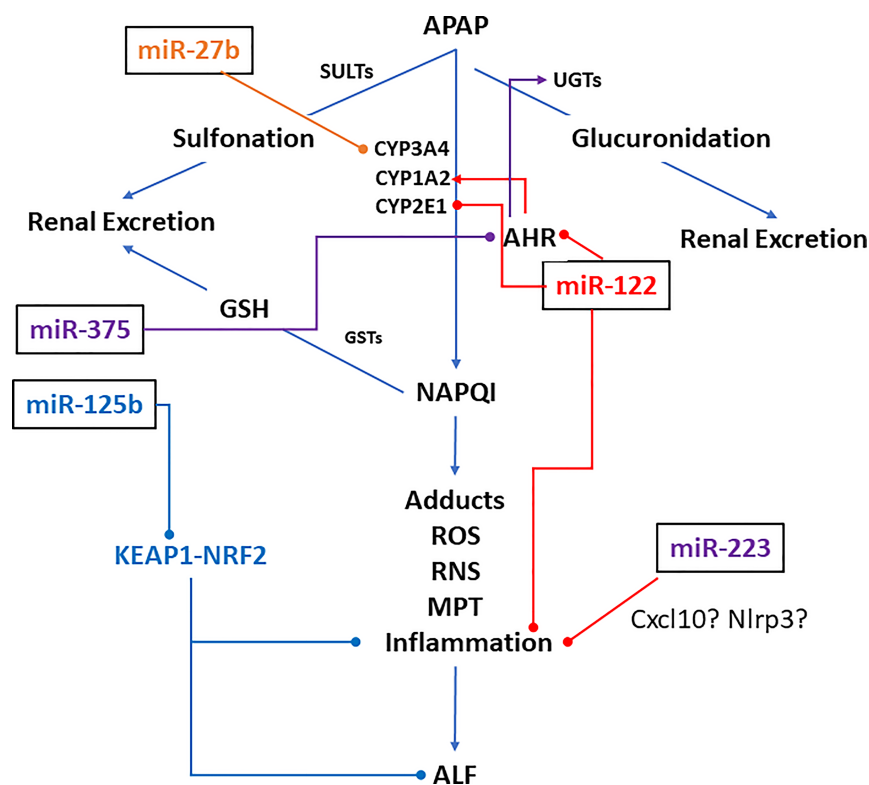 APAP
miR-27b
SULTs
UGTs
Sulfonation
CYP3A4
Glucuronidation
CYP1A2
CYP2E1
Renal Excretion
AHR
Renal Excretion
miR-122
GSH
miR-375
GSTs
NAPQI
miR-125b
Adducts
ROS
KEAP1-NRF2
miR-223
RNS
MPT
Cxcl10? Nlrp3?
Inflammation
ALF